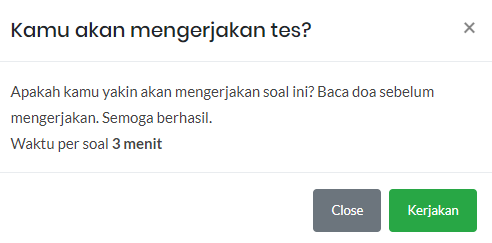 Kamu akan mengerjakan tes?
×
Apakah kamu yakin akan mengerjakan soal ini? Baca doa sebelum
mengerjakan. Semoga berhasil.
Waktu per soal 3 menit
Close
Kerjakan